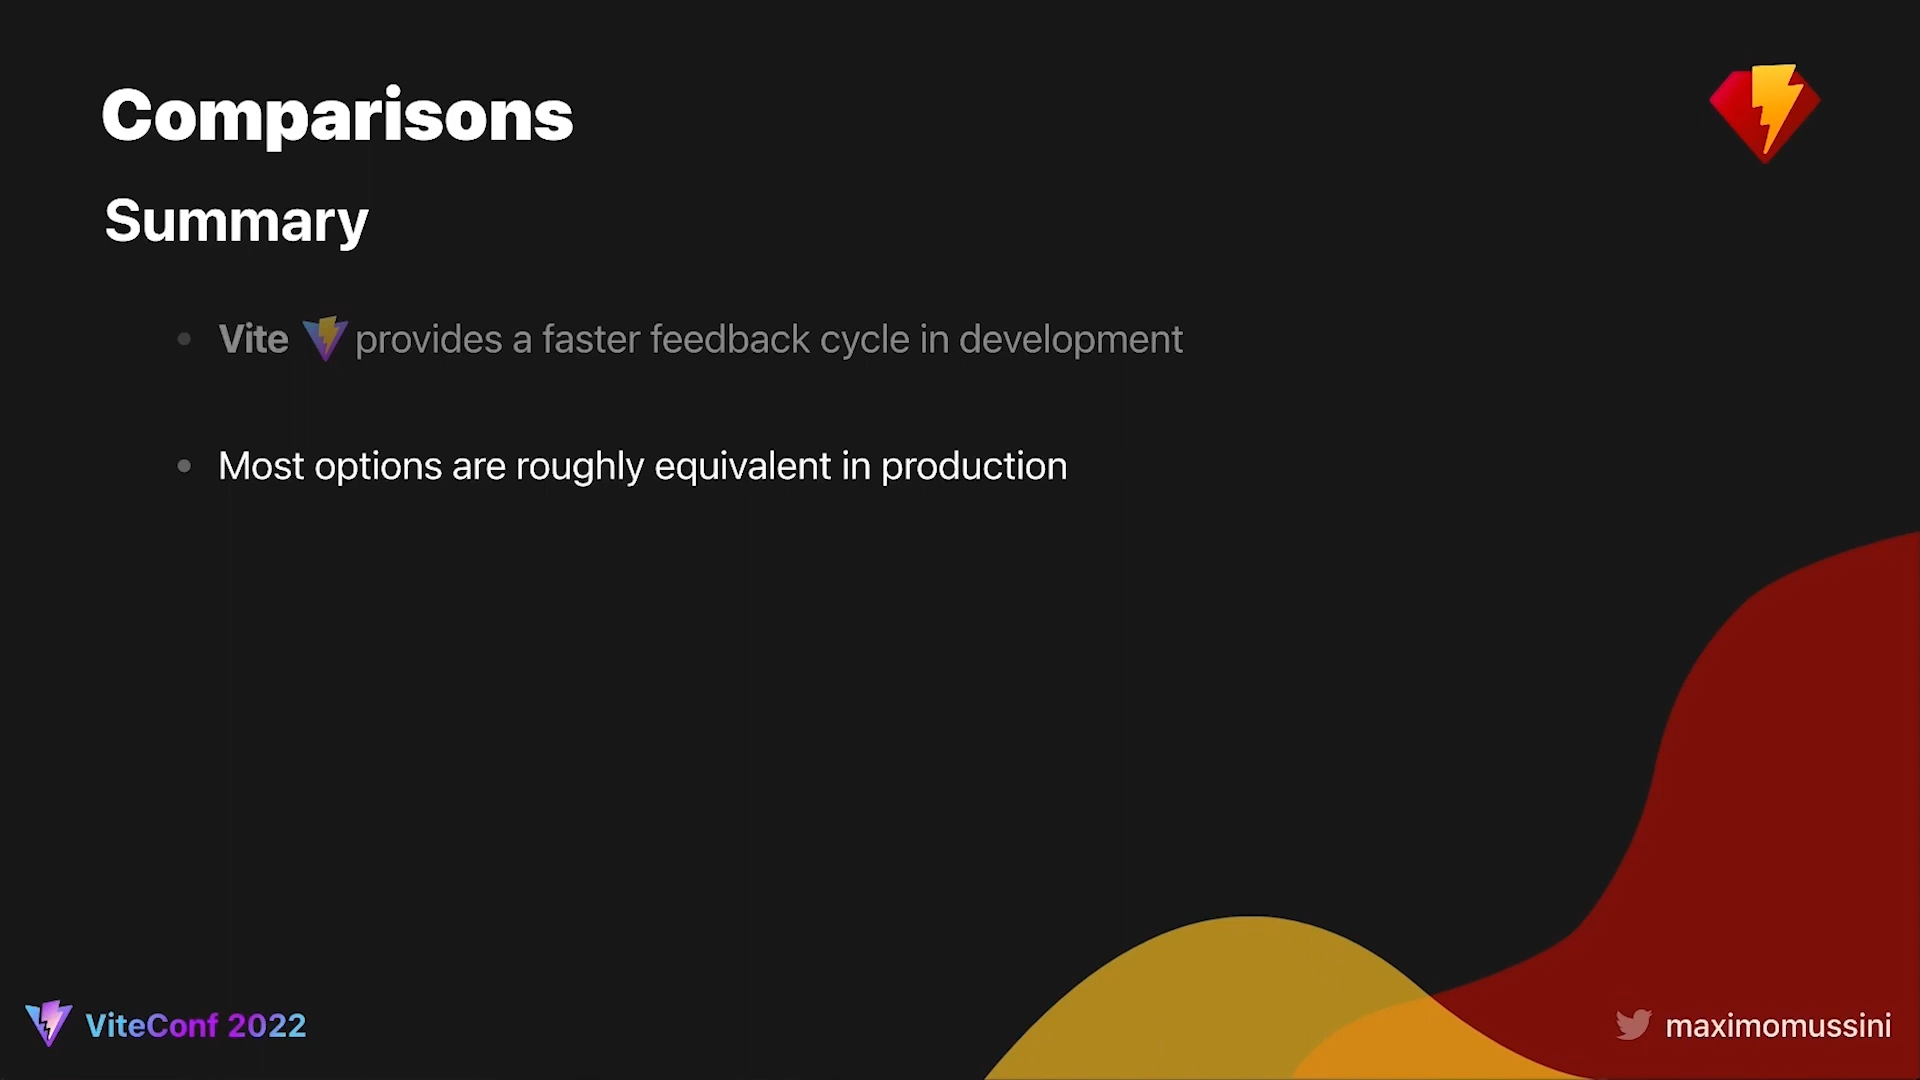 Comparisons
Summary
Vite provides a faster feedback cycle in development
Most options are roughly equivalent in production
ViteConf 2022
maximomussini